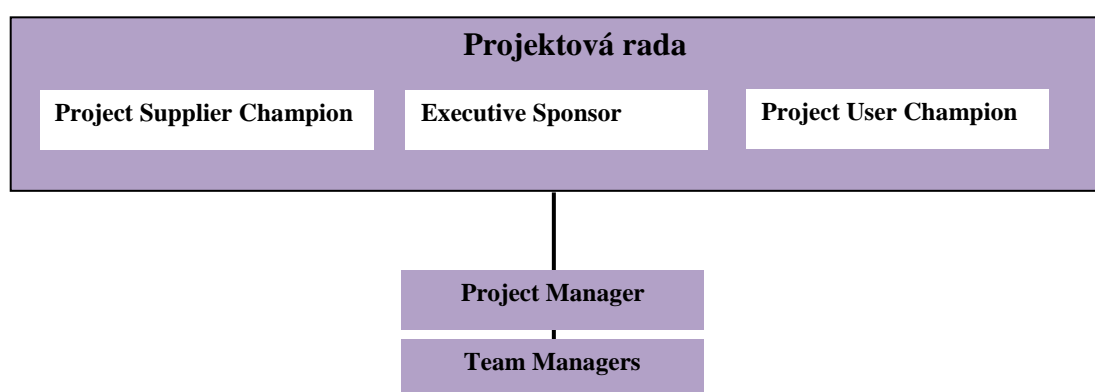 Projektová rada
Project Supplier Champion
Executive Sponsor
Project User Champion
Project Manager
Team Managers